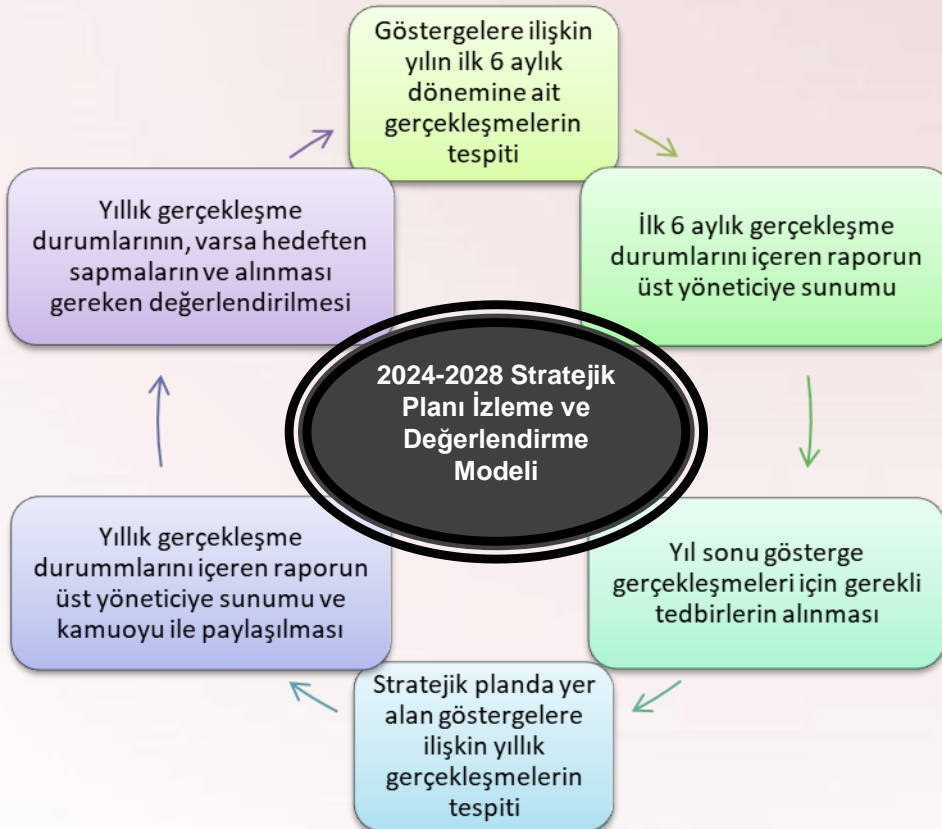 Göstergelere ilişkin
yılın ilk 6 aylık
dönemine ait
gerçekleşmelerin
tespiti
İlk 6 aylık gerçekleşme
durumlarını içeren raporun
üst yöneticiye sunumu
Yıl sonu gösterge
gerçekleşmeleri için gerekli
tedbirlerin alınması
Stratejik planda yer
alan göstergelere
ilişkin yıllık
gerçekleşmelerin
tespiti
Yıllık gerçekleşme
durummlarını içeren raporun
üst yöneticiye sunumu ve
kamuoyu ile paylaşılması
Yıllık gerçekleşme
durumlarının, varsa hedeften
sapmaların ve alınması
gereken değerlendirilmesi
2024-2028 Stratejik
Planı İzleme ve
Değerlendirme
Modeli